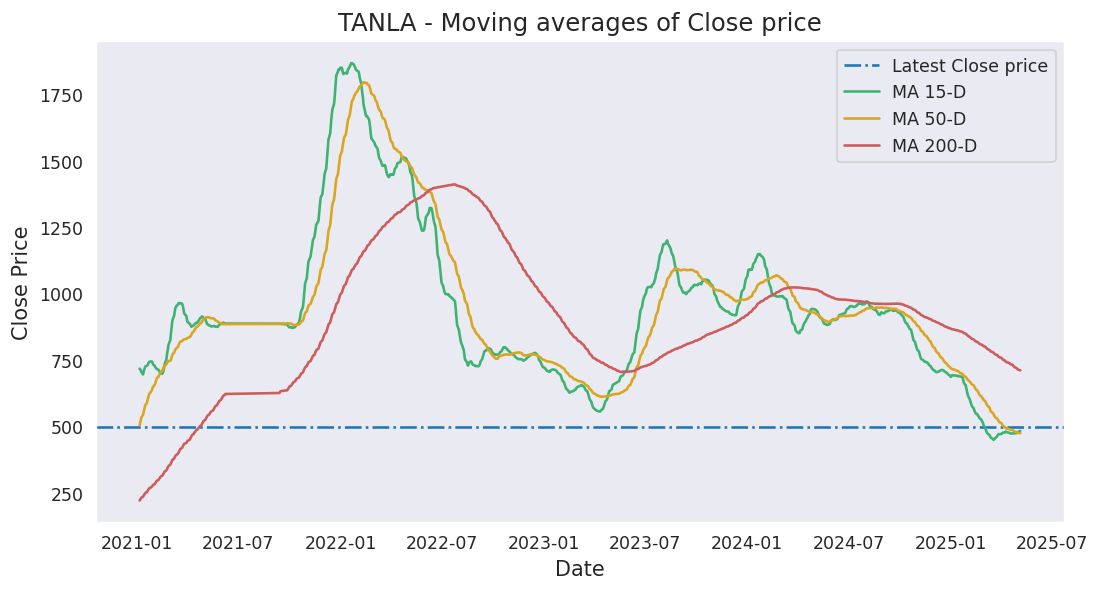 TANLA - Moving averages of Close price
Latest Close price
MA 15-D
MA 50-D
MA 200-D
Close Price
1750
1500
1250
1000
750
500
250
2021-01 2021-07 2022-01 2022-07 2023-01 2023-07 2024-01 2024-07 2025-01 2025-07
Date